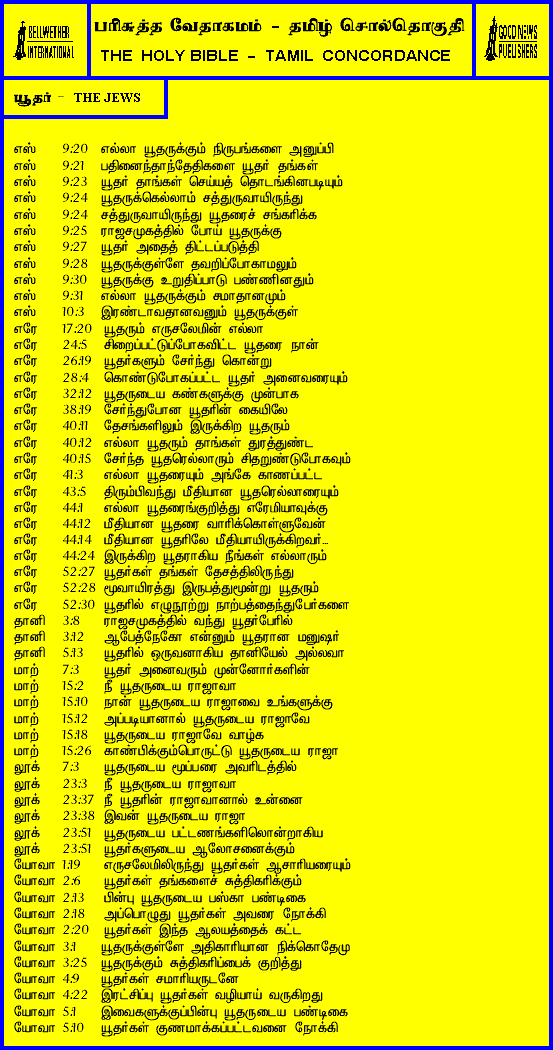 BELLWETHER INTERNATIONAL
பரிசுத்த வேதாகமம் - தமிழ் சொல்தொகுதி
THE HOLY BIBLE - TAMIL CONCORDANCE
GOOD NEWS PUBLISHERS
யூதர் - THE JEWS
எஸ் 9:20 எல்லா யூதருக்கும் நிருபங்களை அனுப்பி
எஸ் 9:21 பதினைந்தாந்தேதிகளை யூதர் தங்கள்
எஸ் 9:23 யூதர் தாங்கள் செய்யத் தொடங்கினபடியும்
எஸ் 9:24 யூதருக்கெல்லாம் சத்துருவாயிருந்து
எஸ் 9:24 சத்துருவாயிருந்து யூதரைச் சங்கரிக்க
எஸ் 9:25 ராஜசமுகத்தில் போய் யூதருக்கு
எஸ் 9:27 யூதர் அதைத் திட்டப்படுத்தி
எஸ் 9:28 யூதருக்குள்ளே தவறிப்போகாமலும்
எஸ் 9:30 யூதருக்கு உறுதிப்பாடு பண்ணினதும்
எஸ் 9:31 எல்லா யூதருக்கும் சமாதானமும்
எஸ் 10:3 இரண்டாவதானவனும் யூதருக்குள்
எரே 17:20 யூதரும் எருசலேமின் எல்லா
எரே 24:5 சிறைப்பட்டுப்போகவிட்ட யூதரை நான்
எரே 26:19 யூதர்களும் சேர்ந்து கொன்று
எரே 28:4 கொண்டுபோகப்பட்ட யூதர் அனைவரையும்
எரே 32:12 யூதருடைய கண்களுக்கு முன்பாக
எரே 38:19 சேர்ந்துபோன யூதரின் கையிலே
எரே 40:11 தேசங்களிலும் இருக்கிற யூதரும்
எரே 40:12 எல்லா யூதரும் தாங்கள் துரத்துண்ட
எரே 40:15 சேர்ந்த யூதரெல்லாரும் சிதறுண்டுபோகவும்
எரே 41:3 எல்லா யூதரையும் அங்கே காணப்பட்ட
எரே 43:5 திரும்பிவந்து மீதியான யூதரெல்லாரையும்
எரே 44:1 எல்லா யூதரைங்குறித்து எரேமியாவுக்கு
எரே 44:12 மீதியான யூதரை வாரிக்கொள்ளுவேன்
எரே 44:14 மீதியான யூதரிலே மீதியாயிருக்கிறவர்...
எரே 44:24 இருக்கிற யூதராகிய நீங்கள் எல்லாரும்
எரே 52:27 யூதர்கள் தங்கள் தேசத்திலிருந்து
எரே 52:28 மூவாயிரத்து இருபத்துமூன்று யூதரும்
எரே 52:30 யூதரில் எழுநூற்று நாற்பத்தைந்துபேர்களை
தானி 3:8 ராஜசமுகத்தில் வந்து யூதர்பேரில்
தானி 3:12 ஆபேத்நேகோ என்னும் யூதரான மனுஷர்
தானி 5:13 யூதரில் ஒருவனாகிய தானியேல் அல்லவா
மாற் 7:3 யூதர் அனைவரும் முன்னோர்களின்
மாற் 15:2 நீ யூதருடைய ராஜாவா
மாற் 15:10 நான் யூதருடைய ராஜாவை உங்களுக்கு
மாற் 15:12 அப்படியானால் யூதருடைய ராஜாவே
மாற் 15:18 யூதருடைய ராஜாவே வாழ்க
மாற் 15:26 காண்பிக்கும்பொருட்டு யூதருடைய ராஜா
லூக் 7:3 யூதருடைய மூப்பரை அவரிடத்தில்
லூக் 23:3 நீ யூதருடைய ராஜாவா
லூக் 23:37 நீ யூதரின் ராஜாவானால் உன்னை
லூக் 23:38 இவன் யூதருடைய ராஜா
லூக் 23:51 யூதருடைய பட்டணங்களிலொன்றாகிய
லூக் 23:51 யூதர்களுடைய ஆலோசனைக்கும்
யோவா 1:19 எருசலேமிலிருந்து யூதர்கள் ஆசாரியரையும்
யோவா 2:6 யூதர்கள் தங்களைச் சுத்திகரிக்கும்
யோவா 2:13 பின்பு யூதருடைய பஸ்கா பண்டிகை
யோவா 2:18 அப்பொழுது யூதர்கள் அவரை நோக்கி
யோவா 2:20 யூதர்கள் இந்த ஆலயத்தைக் கட்ட
யோவா 3:1 யூதருக்குள்ளே அதிகாரியான நிக்கொதேமு
யோவா 3:25 யூதருக்கும் சுத்திகரிப்பைக் குறித்து
யோவா 4:9 யூதர்கள் சமாரியருடனே
யோவா 4:22 இரட்சிப்பு யூதர்கள் வழியாய் வருகிறது
யோவா 5:1 இவைகளுக்குப்பின்பு யூதருடைய பண்டிகை
யோவா 5:10 யூதர்கள் குணமாக்கப்பட்டவனை நோக்கி